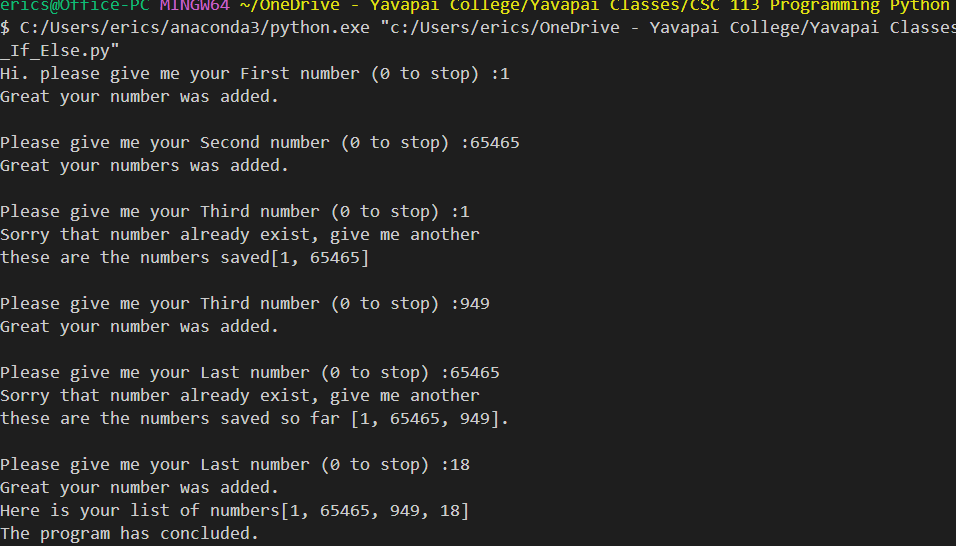 erics@Office-PC MINGW64 ~/OneDrive - Yavapai College/Yavapai Classes/CSC 113 Programming Python
$ C:/Users/erics/anaconda3/python.exe "c:/Users/erics/OneDrive - Yavapai College/Yavapai Classes
_If_Else.py"
Hi. please give me your First number (0 to stop) :1
Great your number was added.
Please give me your Second number (0 to stop) :65465
Great your numbers was added.
Please give me your Third number (0 to stop) :1
Sorry that number already exist, give me another
these are the numbers saved[1, 65465]
Please give me your Third number (0 to stop) :949
Great your number was added.
Please give me your Last number (0 to stop) :65465
Sorry that number already exist, give me another
these are the numbers saved so far [1, 65465, 949].
Please give me your Last number (0 to stop) :18
Great your number was added.
Here is your list of numbers[1, 65465, 949, 18]
The program has concluded.